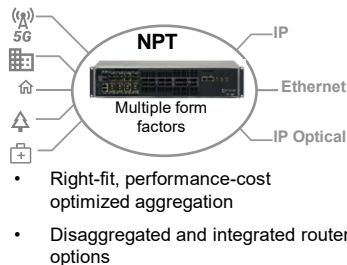 5G
NPT
IP
Ethernet
IP Optical
Multiple form
factors
• Right-fit, performance-cost
optimized aggregation
• Disaggregated and integrated router
options